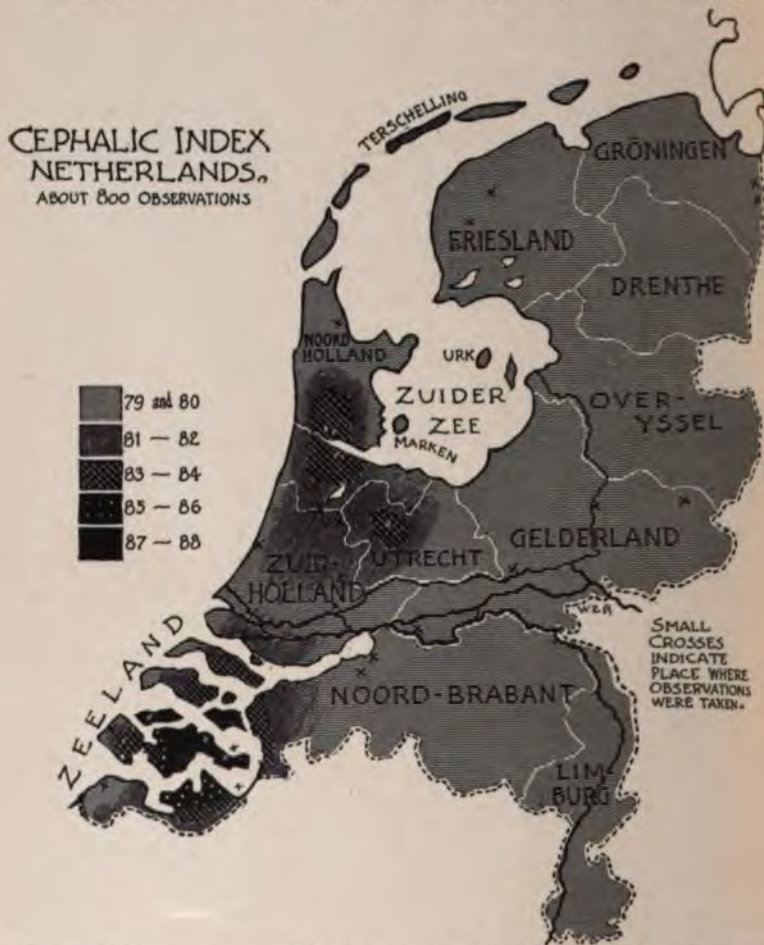 CEPHALIC INDEX
NETHERLANDS.
ABOUT 800 OBSERVATIONS
79 and 80
81 — 82
83 — 84
85 — 86
87 — 88
TERSCHELLING
GRÖNINGEN
FRIESLAND
DRENTHE
NOORD
HOLLAND
URK
ZUIDER
ZEE
MARKEN
OVER-
YSSEL
GELDERLAND
UTRECHT
ZUID-
HOLLAND
ZEELAND
NOORD-BRABANT
LIM-
BURG
SMALL
CROSSES
INDICATE
PLACE WHERE
OBSERVATIONS
WERE TAKEN.